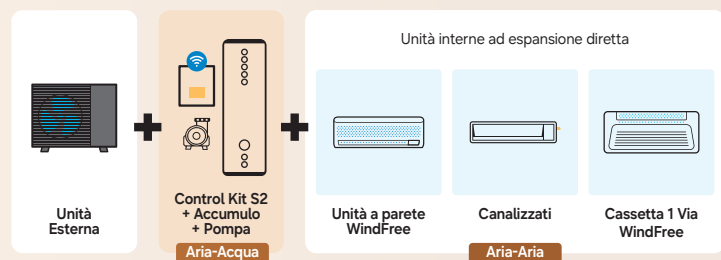 Unità interne ad espansione diretta
Unità
Esterna
Control Kit S2
+ Accumulo
+ Pompa
Aria-Acqua
Unità a parete
WindFree
Canalizzati
Cassetta 1 Via
WindFree
Aria-Aria